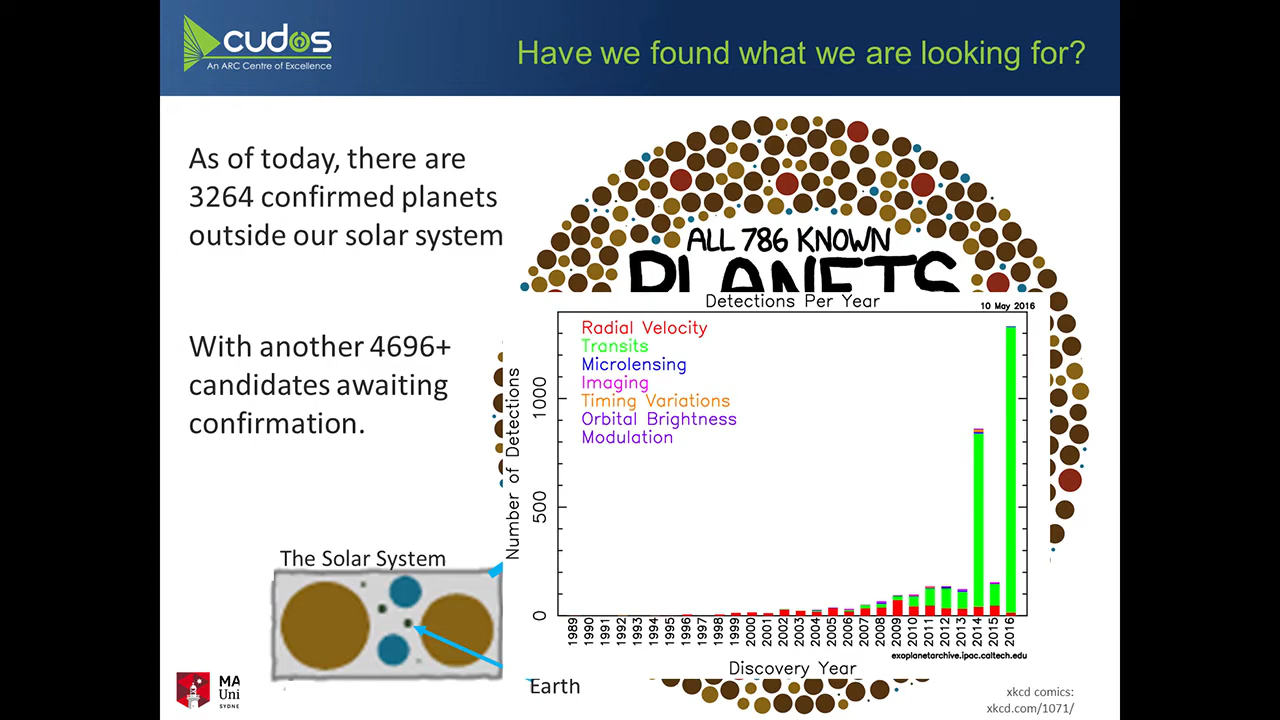 cudos
An ARC Centre of Excellence
Have we found what we are looking for?
As of today, there are
3264 confirmed planets
outside our solar system
With another 4696+
candidates awaiting
confirmation.
ALL 786 KNOWN
PLANETS
Detections Per Year
10 May 2016
Radial Velocity
Transits
Microlensing
Imaging
Timing Variations
Orbital Brightness
Modulation
Number of Detections
1000
500
0
1989 1990 1991 1992 1993 1994 1995 1996 1997 1998 1999 2000 2001 2002 2003 2004 2005 2006 2007 2008 2009 2010 2011 2012 2013 2014 2015 2016
exoplanetarchive.ipac.caltech.edu
Discovery Year
The Solar System
Earth
MA
Uni
SYDNE
xkcd comics:
xkcd.com/1071/